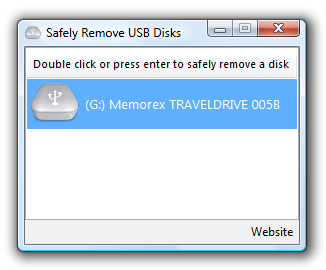 Safely Remove USB Disks
Double click or press enter to safely remove a disk
(G:) Memorex TRAVELDRIVE 005B
Website